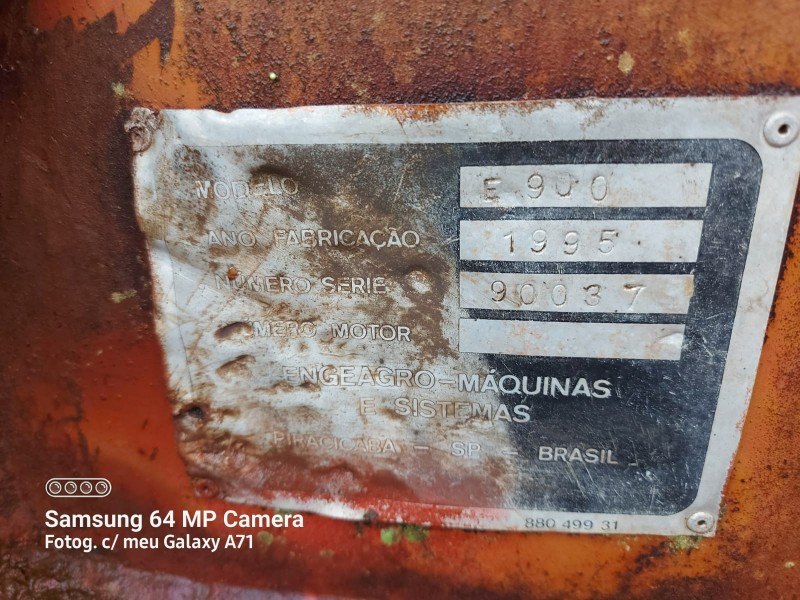 MODELO E 900
ANO FABRICAÇÃO 1995
NÚMERO SERIE 90037
MERO MOTOR
ENGEAGRO-MÁQUINAS
E SISTEMAS
PIRACICABA - SP - BRASIL
880 499 31
Samsung 64 MP Camera
Fotog. c/ meu Galaxy A71